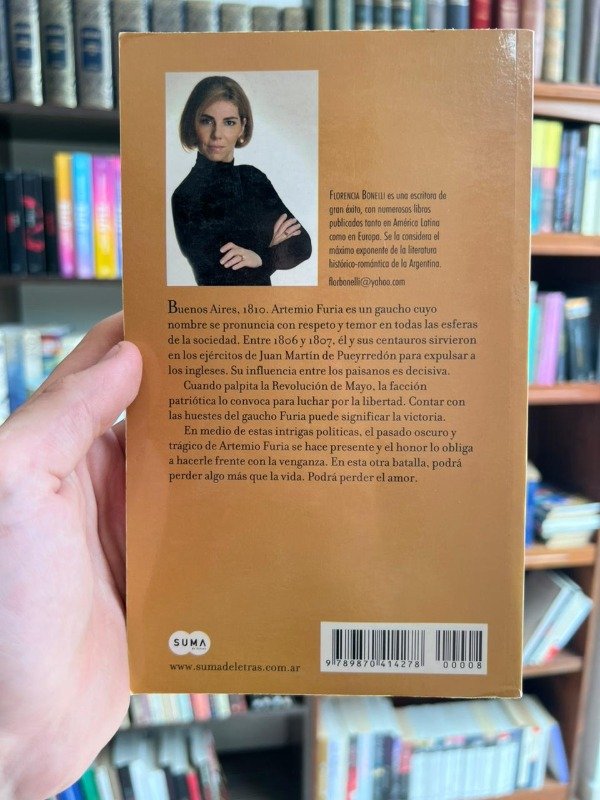 FLORENCIA BONELLI es una escritora de
gran éxito, con numerosos libros
publicados tanto en América Latina
como en Europa. Se la considera el
máximo exponente de la literatura
histórico-romántica de la Argentina.
florbonelli@yahoo.com
Buenos Aires, 1810. Artemio Furia es un gaucho cuyo
nombre se pronuncia con respeto y temor en todas las esferas
de la sociedad. Entre 1806 y 1807, él y sus centauros sirvieron
en los ejércitos de Juan Martín de Pueyrredón para expulsar a
los ingleses. Su influencia entre los paisanos es decisiva.
Cuando palpita la Revolución de Mayo, la facción
patriótica lo convoca para luchar por la libertad. Contar con
las huestes del gaucho Furia puede significar la victoria.
En medio de estas intrigas políticas, el pasado oscuro y
trágico de Artemio Furia se hace presente y el honor lo obliga
a hacerle frente con la venganza. En esta otra batalla, podrá
perder algo más que la vida. Podrá perder el amor.
SUMA
de letras
www.sumadeletras.com.ar
9 789870 414278
00008